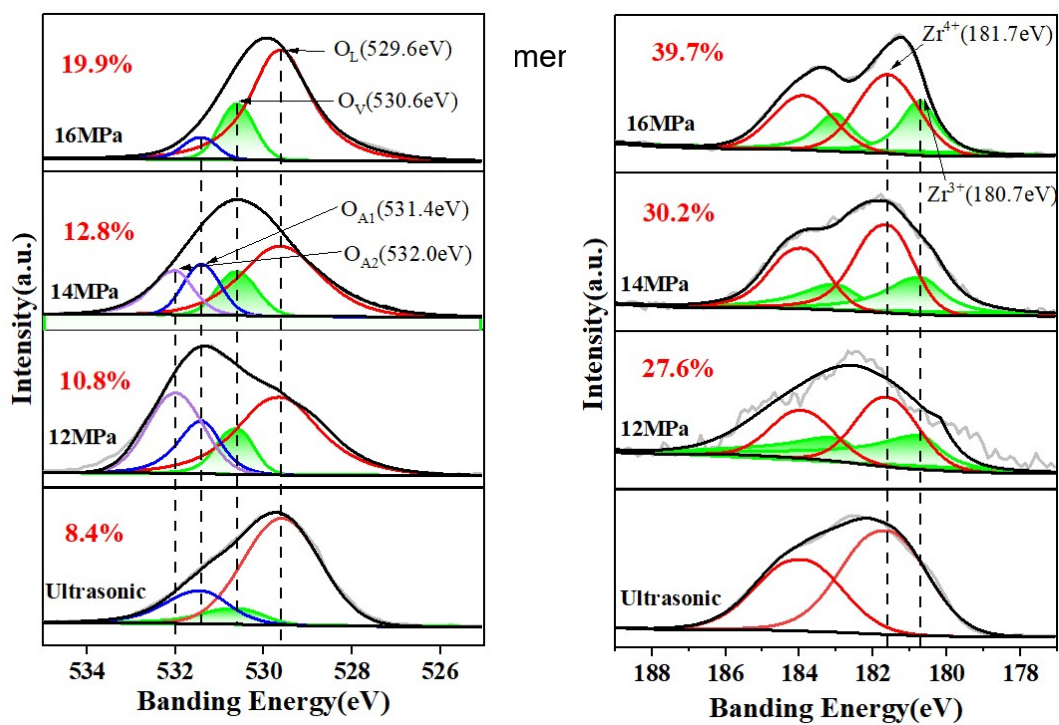 19.9%
O_L(529.6eV)
O_V(530.6eV)
16MPa
12.8%
O_A1(531.4eV)
O_A2(532.0eV)
14MPa
10.8%
12MPa
8.4%
Ultrasonic
Intensity(a.u.)
534 532 530 528 526
Banding Energy(eV)
mer
39.7%
Zr4+(181.7eV)
16MPa
Zr3+(180.7eV)
30.2%
14MPa
27.6%
12MPa
Ultrasonic
Intensity(a.u.)
188 186 184 182 180 178
Banding Energy(eV)